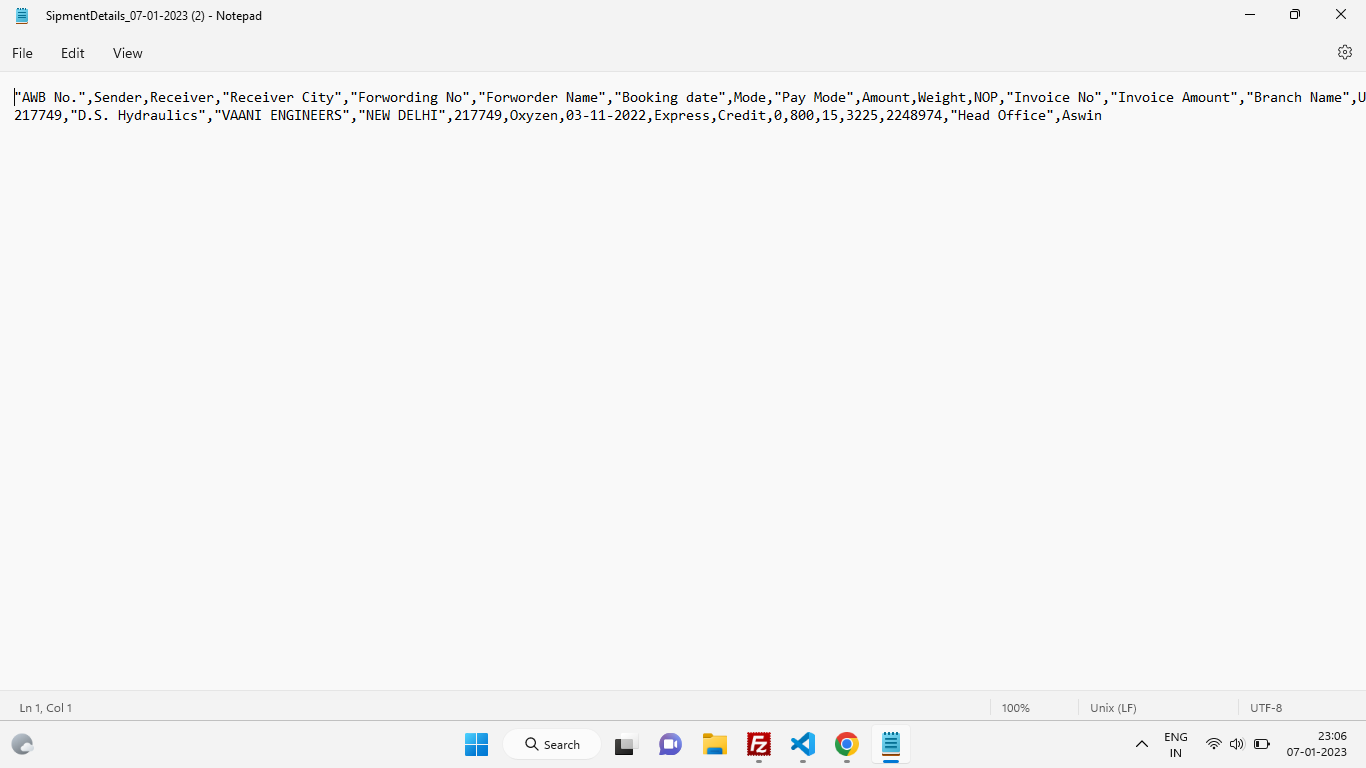 SipmentDetails_07-01-2023 (2) - Notepad
File Edit View
"AWB No.",Sender,Receiver,"Receiver City","Forwording No","Forworder Name","Booking date",Mode,"Pay Mode",Amount,Weight,NOP,"Invoice No","Invoice Amount","Branch Name",U
217749,"D.S. Hydraulics","VAANI ENGINEERS","NEW DELHI",217749,Oxyzen,03-11-2022,Express,Credit,0,800,15,3225,2248974,"Head Office",Aswin
Ln 1, Col 1 100% Unix (LF) UTF-8
Search
ENG 23:06
IN 07-01-2023